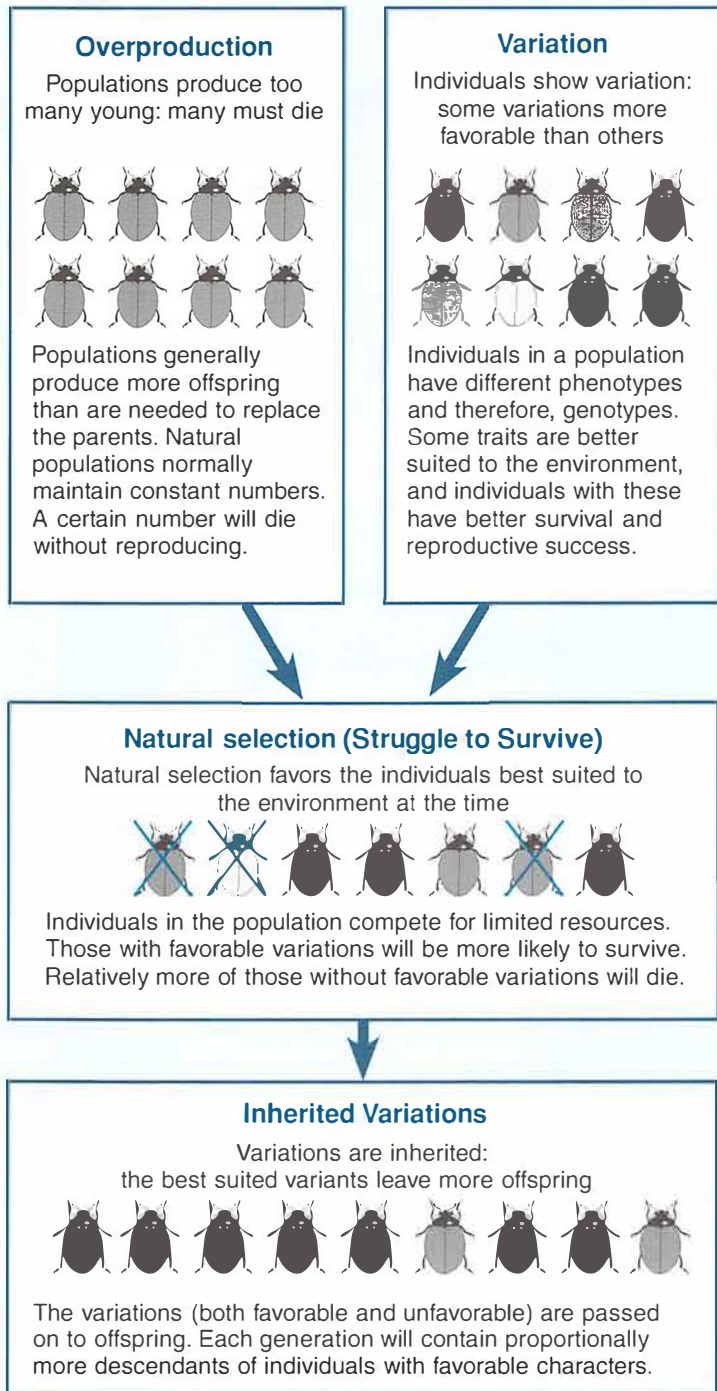 Overproduction
Populations produce too
many young: many must die
Populations generally
produce more offspring
than are needed to replace
the parents. Natural
populations normally
maintain constant numbers.
A certain number will die
without reproducing.
Variation
Individuals show variation:
some variations more
favorable than others
Individuals in a population
have different phenotypes
and therefore, genotypes.
Some traits are better
suited to the environment,
and individuals with these
have better survival and
reproductive success.
Natural selection (Struggle to Survive)
Natural selection favors the individuals best suited to
the environment at the time
Individuals in the population compete for limited resources.
Those with favorable variations will be more likely to survive.
Relatively more of those without favorable variations will die.
Inherited Variations
Variations are inherited:
the best suited variants leave more offspring
The variations (both favorable and unfavorable) are passed
on to offspring. Each generation will contain proportionally
more descendants of individuals with favorable characters.